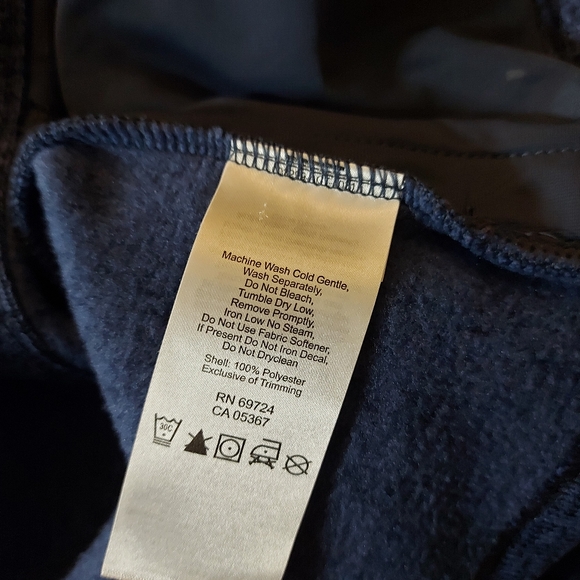 Machine Wash Cold Gentle,
Wash Separately,
Do Not Bleach,
Tumble Dry Low,
Remove Promptly,
Iron Low No Steam,
Do Not Use Fabric Softener,
If Present Do Not Iron Decal,
Do Not Dryclean
Shell: 100% Polyester
Exclusive of Trimming
RN 69724
CA 05367
30C